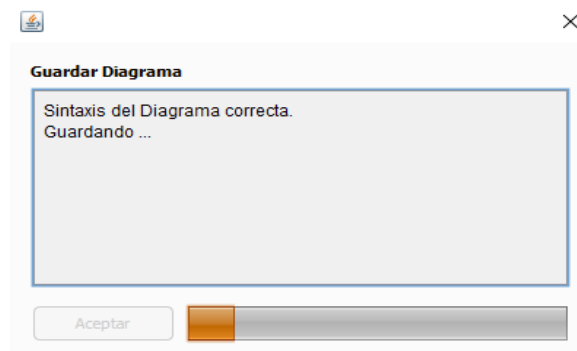 Guardar Diagrama
Sintaxis del Diagrama correcta.
Guardando ...
Aceptar